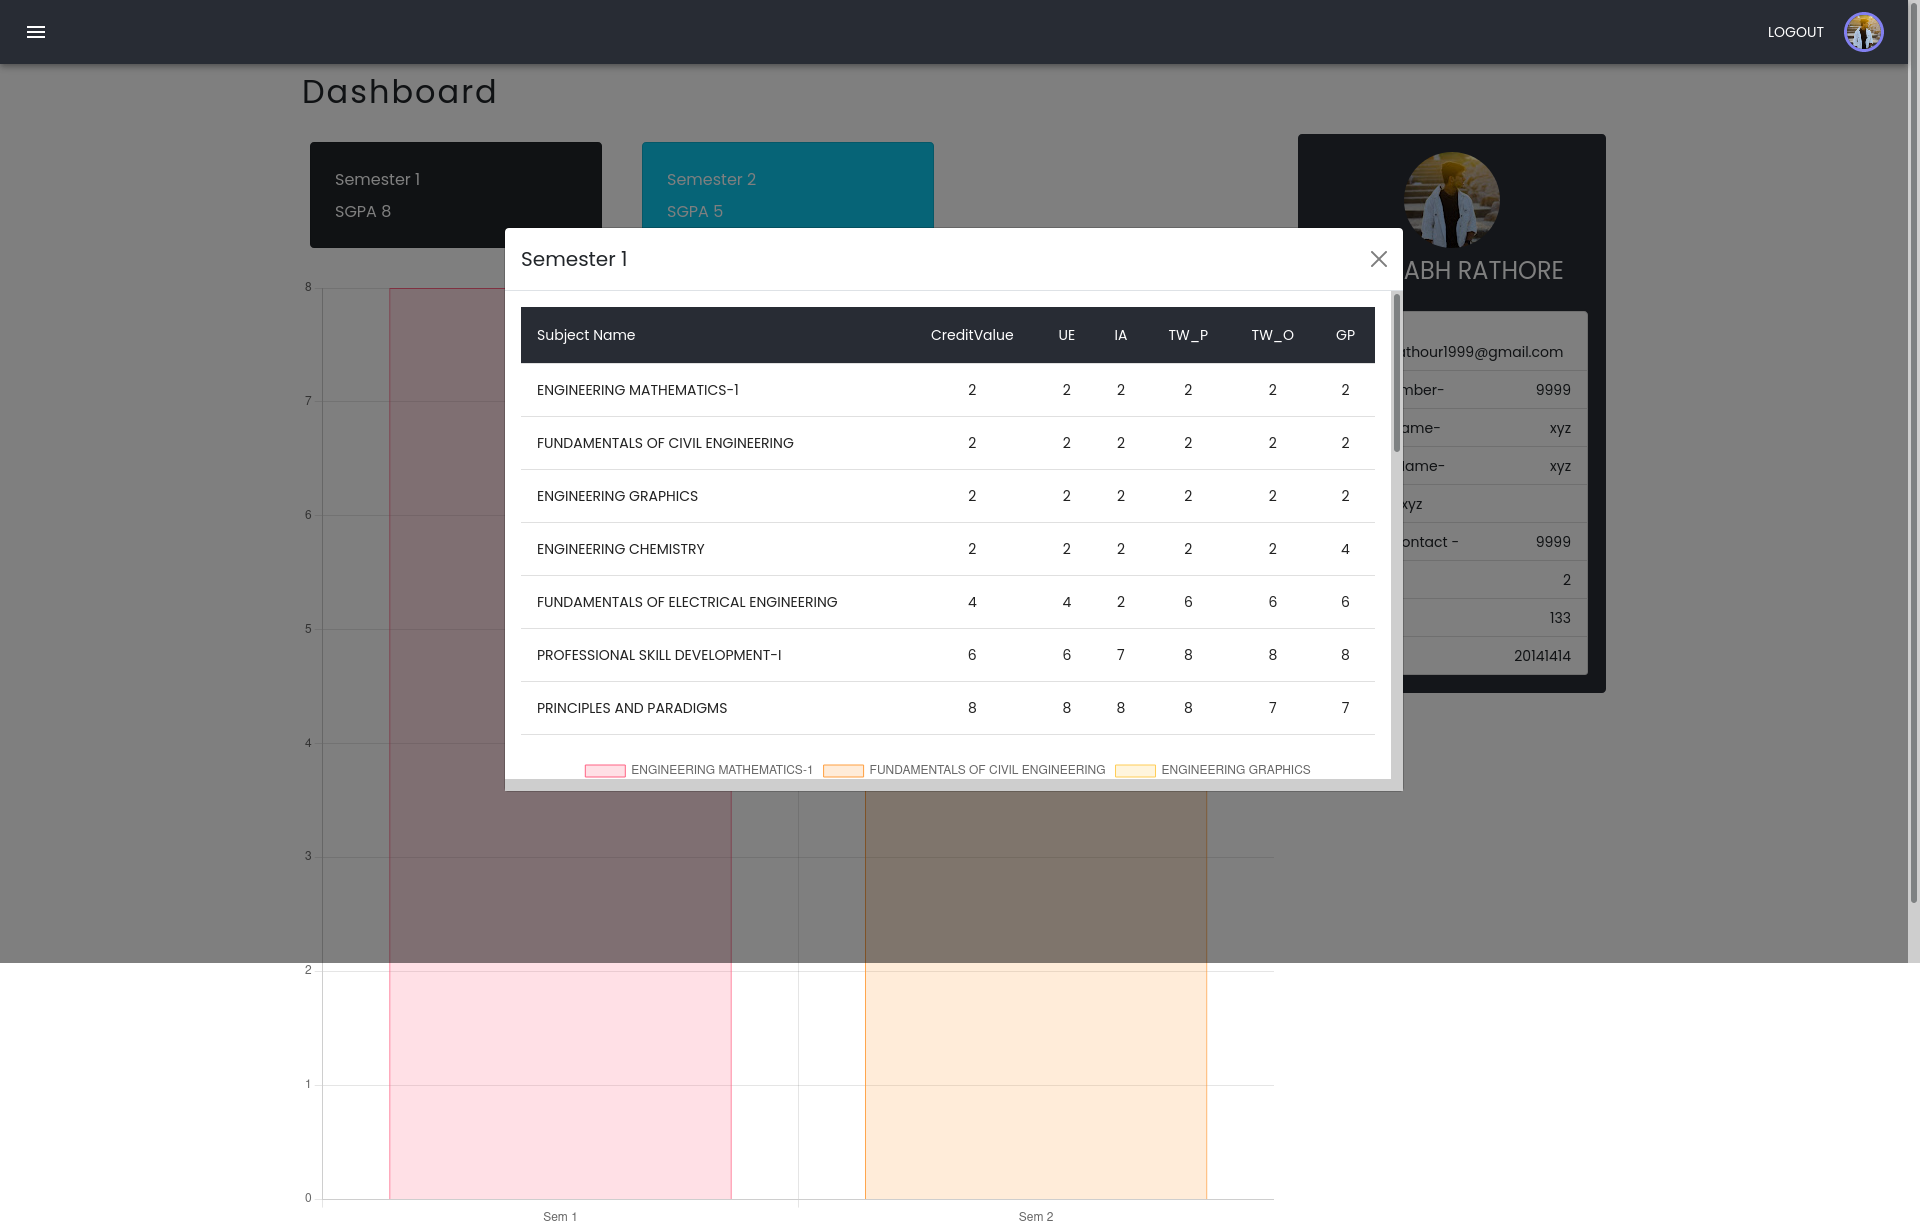 LOGOUT
Dashboard
Semester 1
SGPA 8
Semester 2
SGPA 5
ABH RATHORE
athour1999@gmail.com
mber- 9999
ame- xyz
Name- xyz
xyz
ontact - 9999
2
133
20141414
Semester 1
Subject Name CreditValue UE IA TW_P TW_O GP
ENGINEERING MATHEMATICS-1 2 2 2 2 2 2
FUNDAMENTALS OF CIVIL ENGINEERING 2 2 2 2 2 2
ENGINEERING GRAPHICS 2 2 2 2 2 2
ENGINEERING CHEMISTRY 2 2 2 2 2 4
FUNDAMENTALS OF ELECTRICAL ENGINEERING 4 4 2 6 6 6
PROFESSIONAL SKILL DEVELOPMENT-I 6 6 7 8 8 8
PRINCIPLES AND PARADIGMS 8 8 8 8 7 7
ENGINEERING MATHEMATICS-1 FUNDAMENTALS OF CIVIL ENGINEERING ENGINEERING GRAPHICS
8
7
6
5
4
3
2
1
0
Sem 1 Sem 2